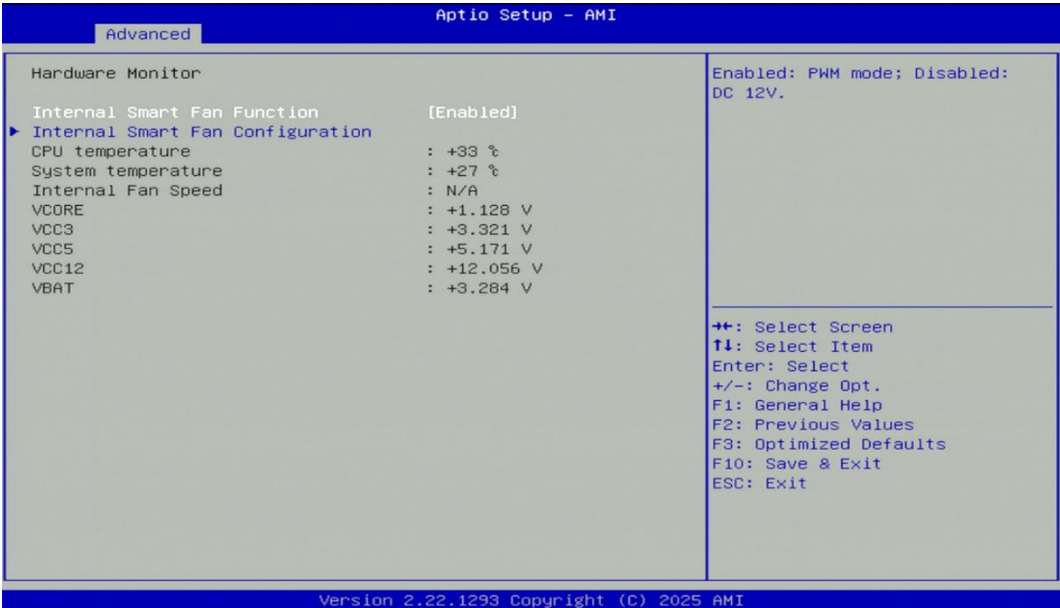 Aptio Setup - AMI
Advanced
Hardware Monitor
Internal Smart Fan Function [Enabled]
Internal Smart Fan Configuration
CPU temperature : +33 ℃
System temperature : +27 ℃
Internal Fan Speed : N/A
VCORE : +1.128 V
VCC3 : +3.321 V
VCC5 : +5.171 V
VCC12 : +12.056 V
VBAT : +3.284 V
Enabled: PWM mode; Disabled:
DC 12V.
→←: Select Screen
↑↓: Select Item
Enter: Select
+/-: Change Opt.
F1: General Help
F2: Previous Values
F3: Optimized Defaults
F10: Save & Exit
ESC: Exit
Version 2.22.1293 Copyright (C) 2025 AMI